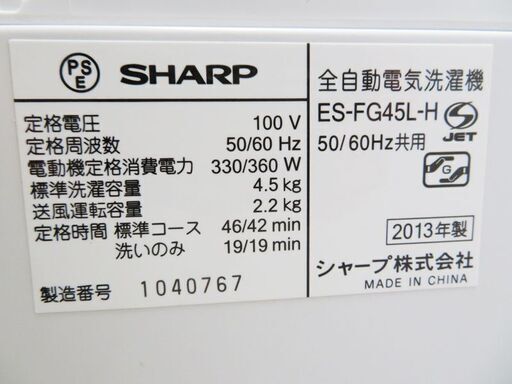 PSE SHARP
定格電圧 100 V
定格周波数 50/60 Hz
電動機定格消費電力 330/360 W
標準洗濯容量 4.5 kg
送風運転容量 2.2 kg
定格時間 標準コース 46/42 min
洗いのみ 19/19 min
製造番号 1040767
全自動電気洗濯機
ES-FG45L-H
50/60Hz共用
JET
G
2013年製
シャープ株式会社
MADE IN CHINA